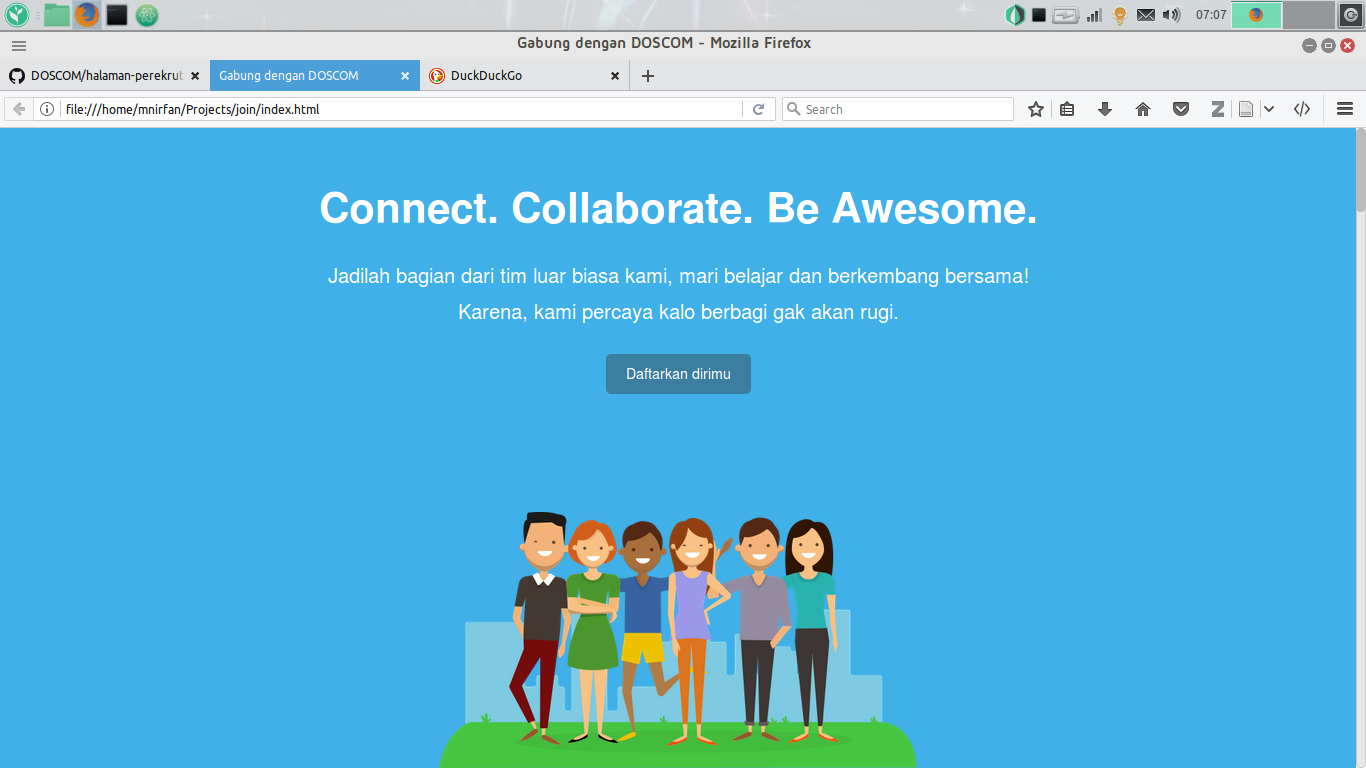 07:07
Gabung dengan DOSCOM - Mozilla Firefox
DOSCOM/halaman-perekrut
Gabung dengan DOSCOM
DuckDuckGo
file:///home/mnirfan/Projects/join/index.html
Search
Connect. Collaborate. Be Awesome.
Jadilah bagian dari tim luar biasa kami, mari belajar dan berkembang bersama!
Karena, kami percaya kalo berbagi gak akan rugi.
Daftarkan dirimu